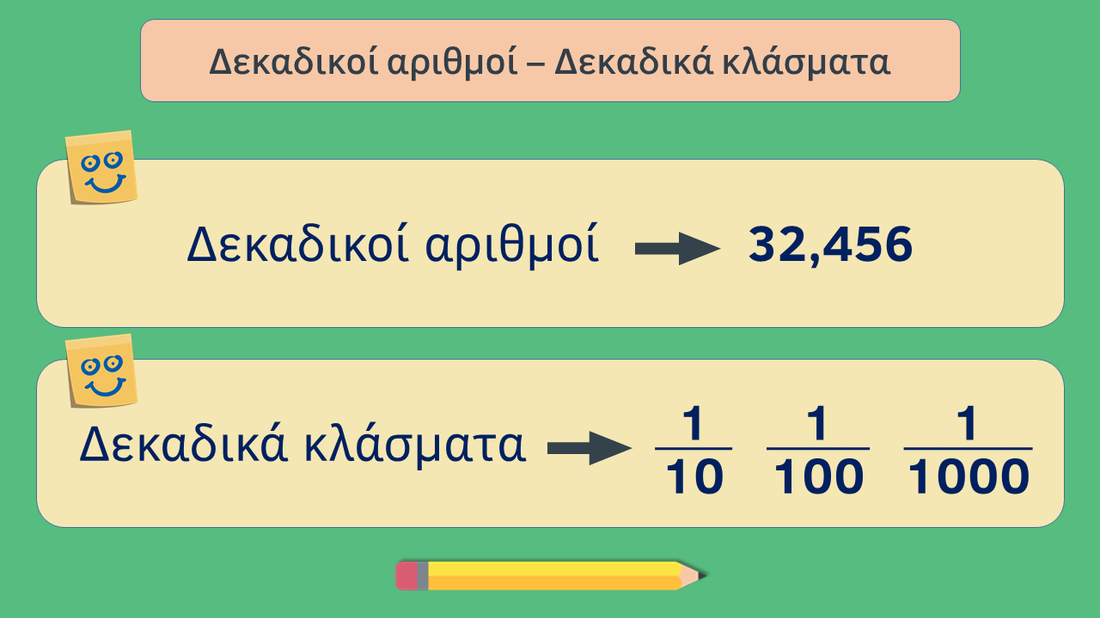 Δεκαδικοί αριθμοί – Δεκαδικά κλάσματα
Δεκαδικοί αριθμοί 32,456
Δεκαδικά κλάσματα 1/10 1/100 1/1000